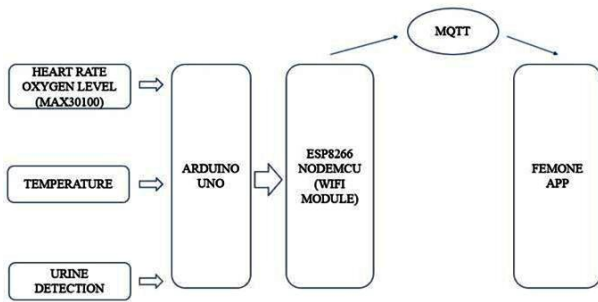 MQTT
HEART RATE
OXYGEN LEVEL
(MAX30100)
TEMPERATURE
URINE
DETECTION
ARDUINO
UNO
ESP8266
NODEMCU
(WIFI
MODULE)
FEMONE
APP